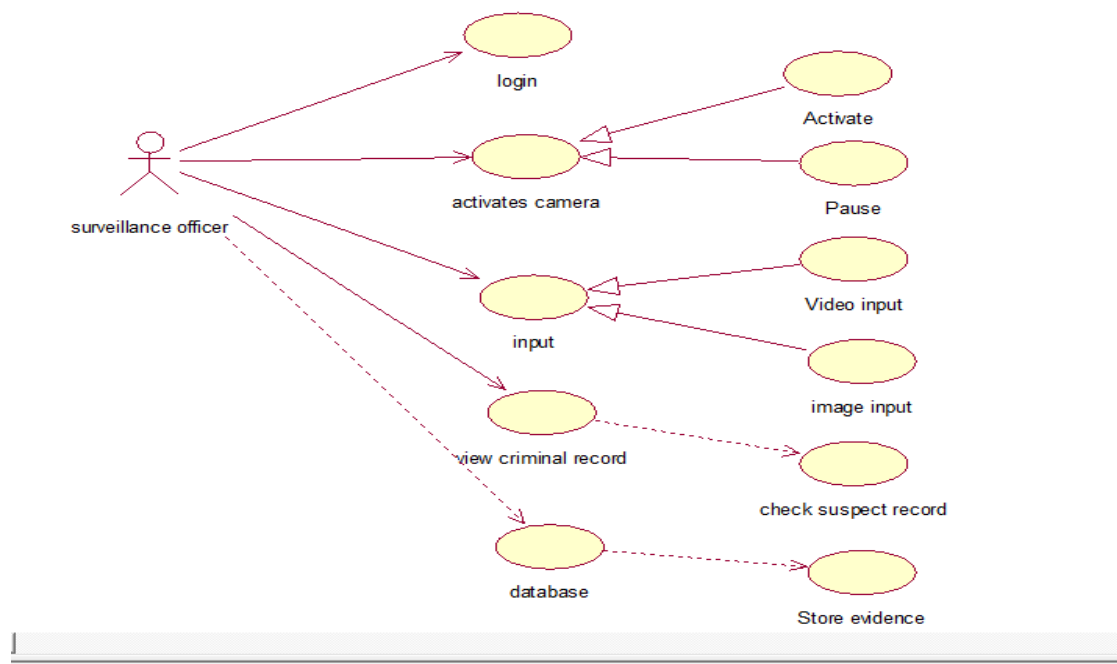 login
Activate
activates camera
Pause
surveillance officer
Video input
input
image input
view criminal record
check suspect record
database
Store evidence